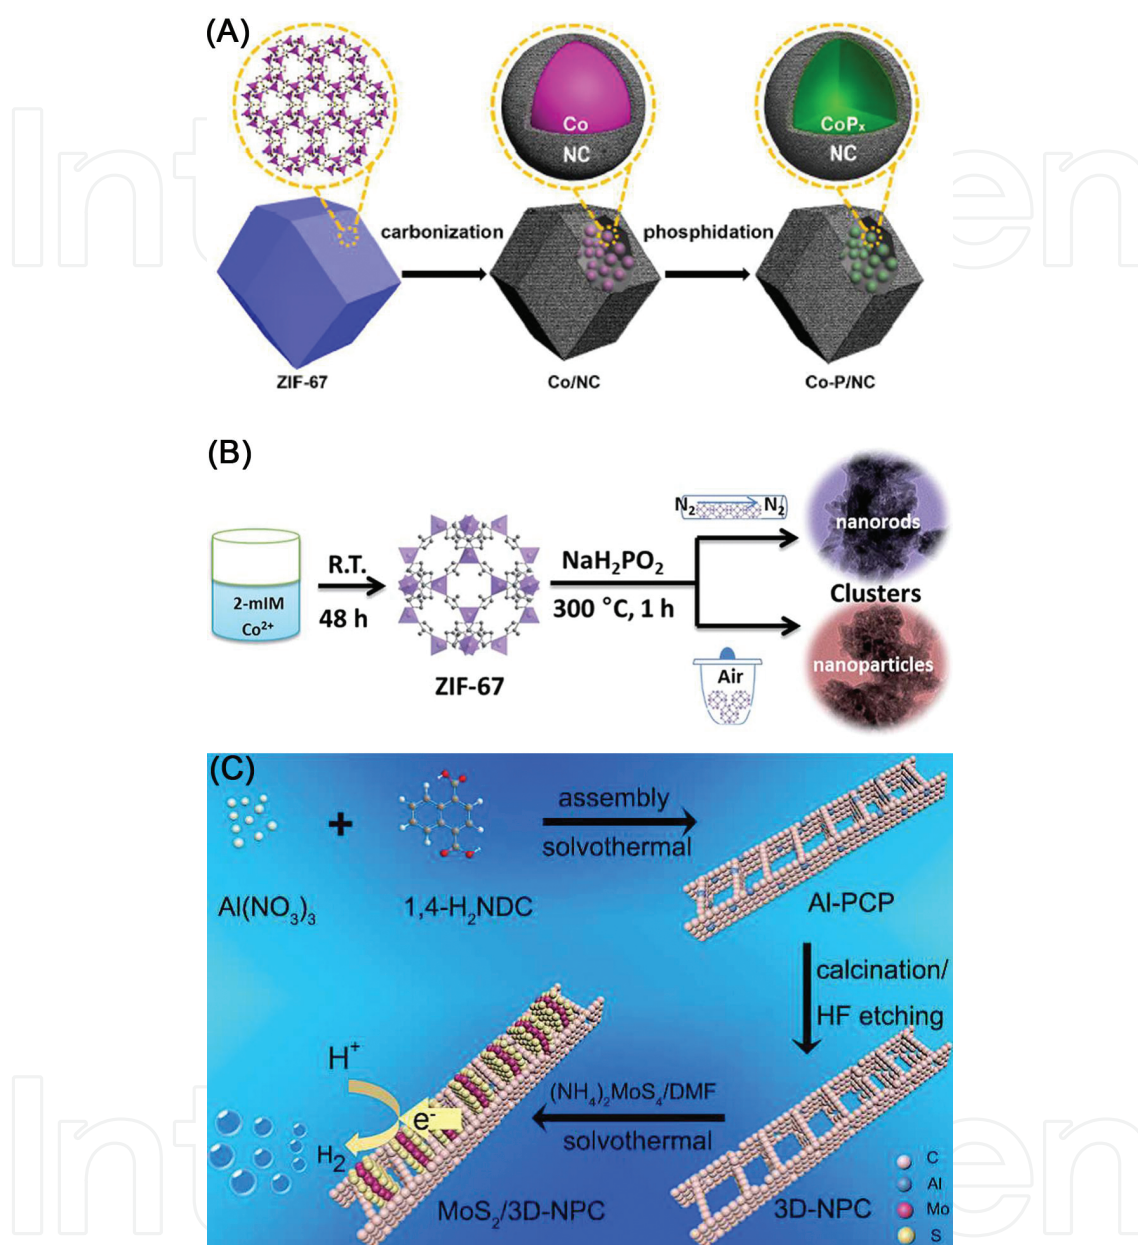 (A)
Co
NC
CoPₓ
NC
carbonization
phosphidation
ZIF-67
Co/NC
Co-P/NC
(B)
N₂ N₂
nanorods
R.T.
48 h
2-mIM
Co²⁺
NaH₂PO₂
300 °C, 1 h
Clusters
nanoparticles
Air
ZIF-67
(C)
assembly
solvothermal
+
Al(NO₃)₃
1,4-H₂NDC
Al-PCP
calcination/
HF etching
H⁺
e⁻
H₂
(NH₄)₂MoS₄/DMF
solvothermal
MoS₂/3D-NPC
3D-NPC
C
Al
Mo
S